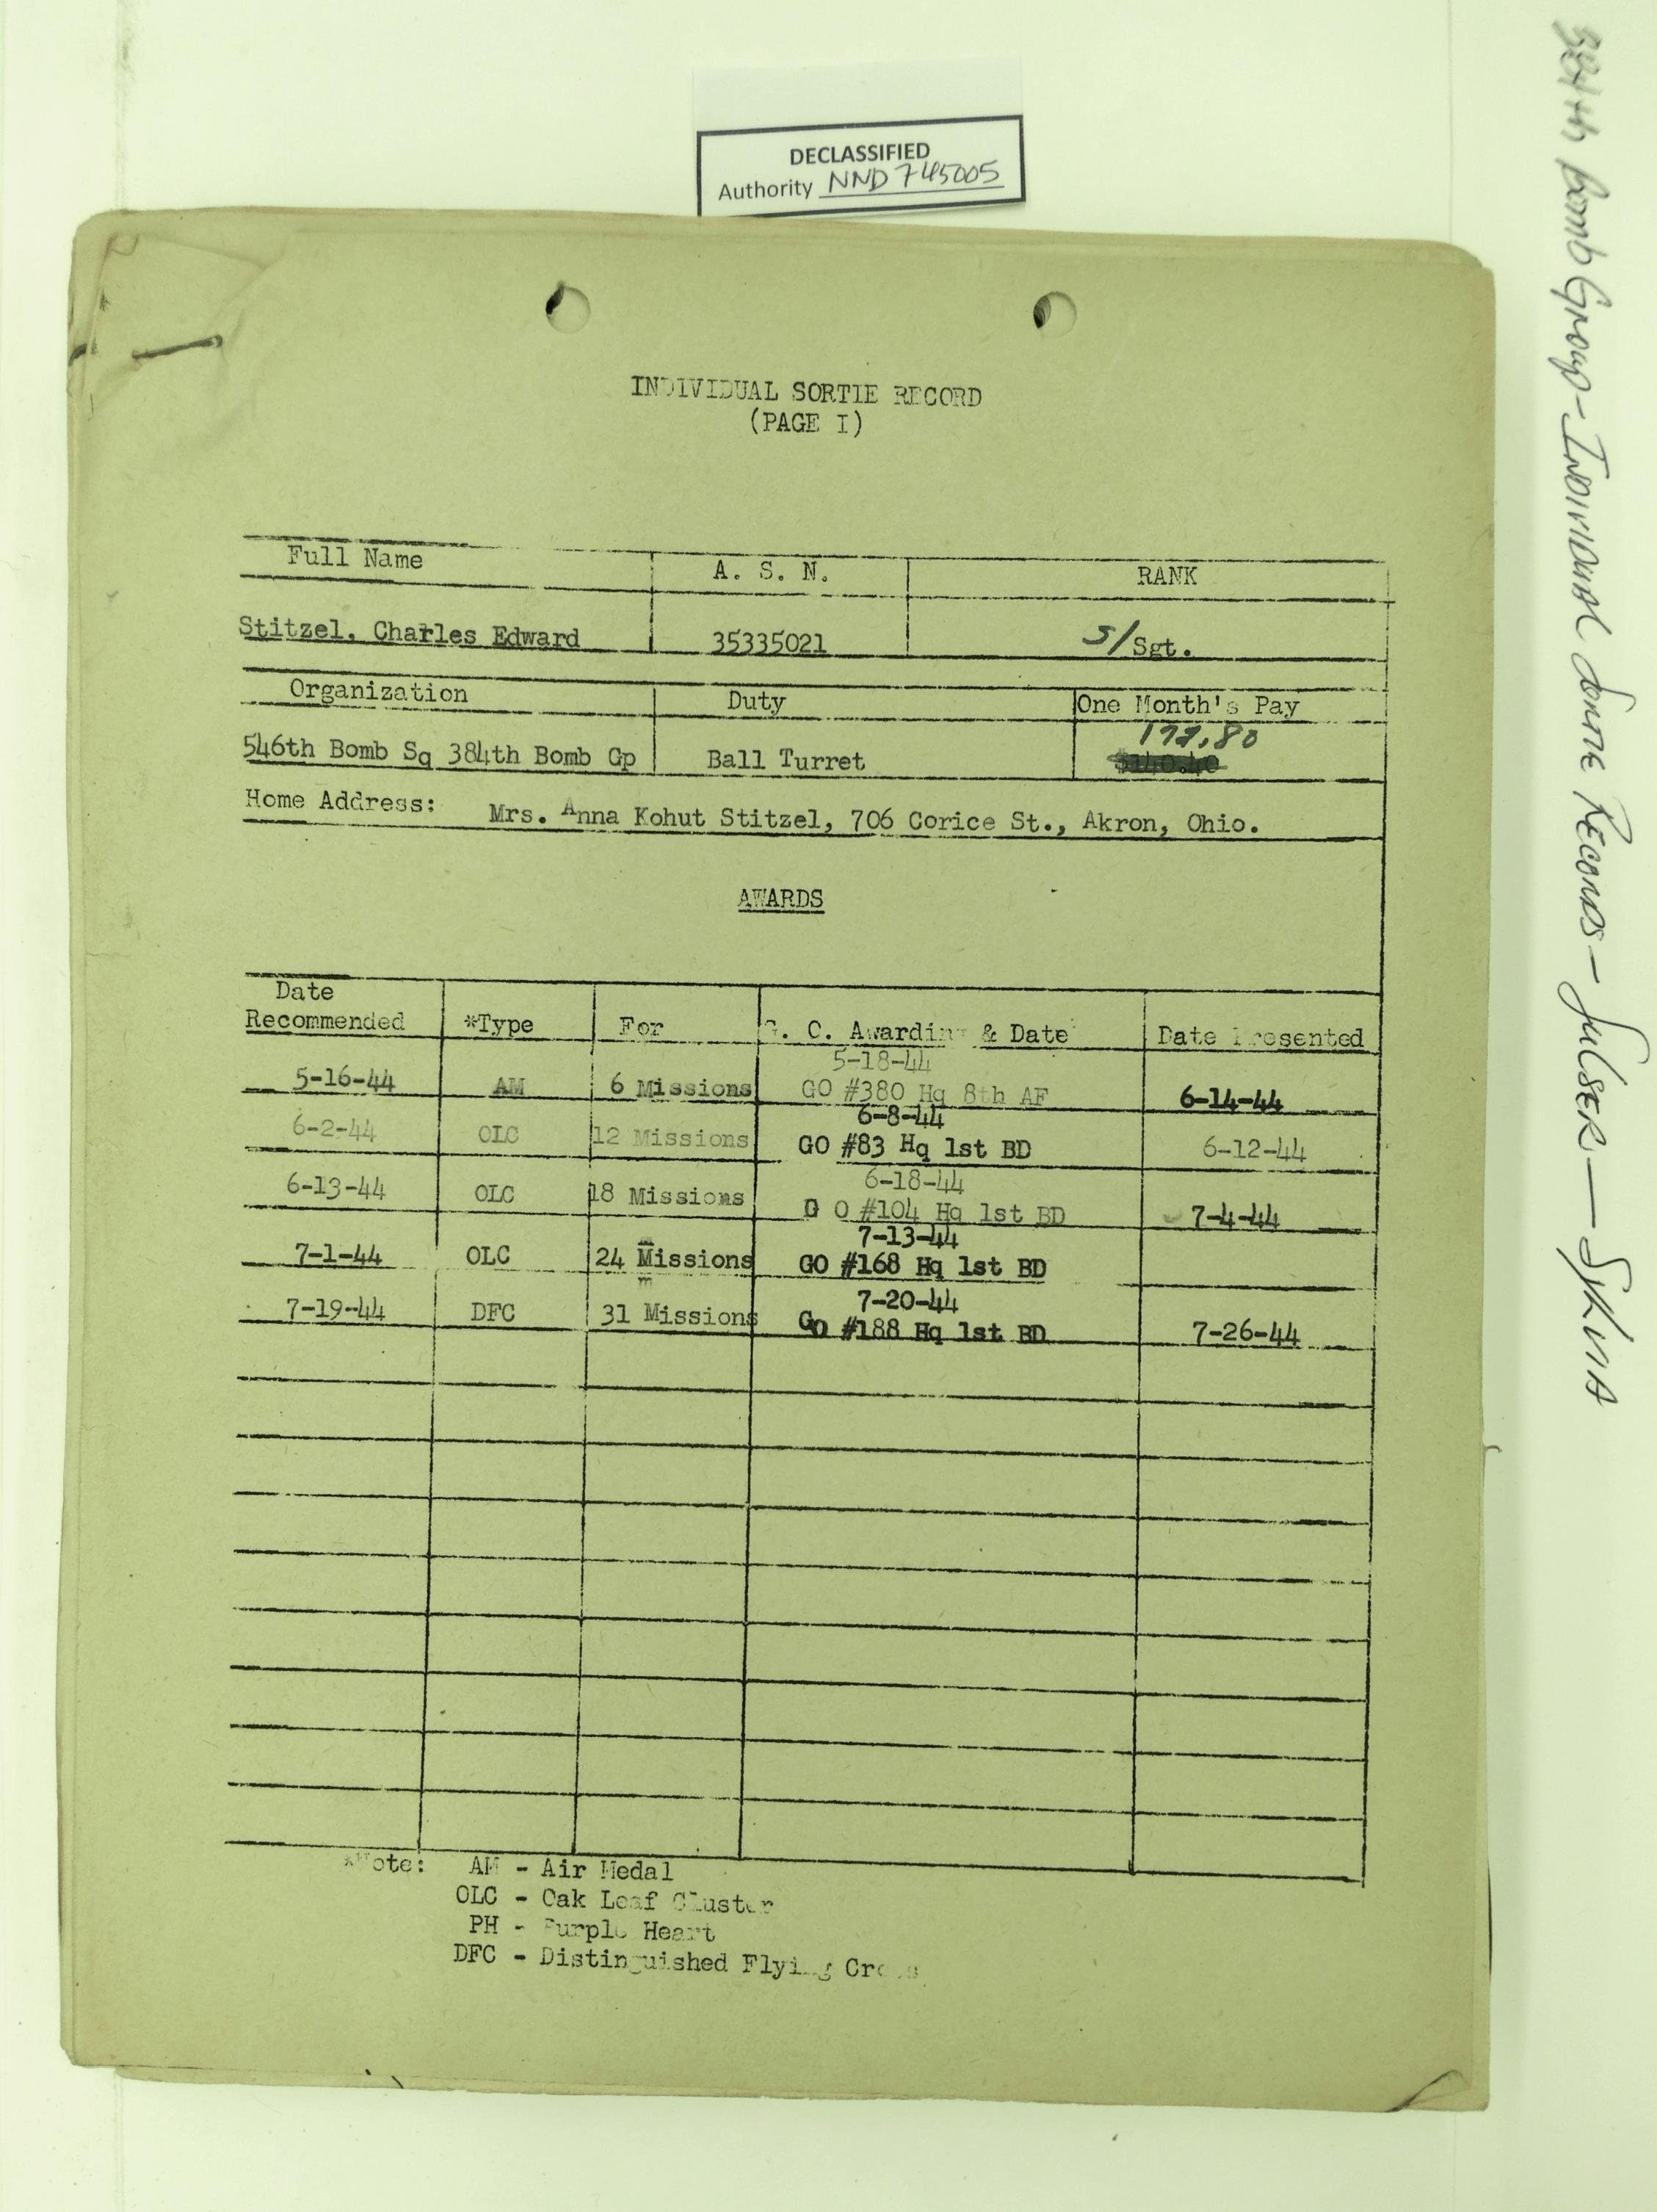 DECLASSIFIED
Authority NND 745005
INDIVIDUAL SORTIE RECORD
(PAGE I)
Full Name A. S. N. RANK
Stitzel, Charles Edward 35335021 S/Sgt.
Organization Duty One Month's Pay
546th Bomb Sq 384th Bomb Gp Ball Turret $140.40
Home Address: Mrs. Anna Kohut Stitzel, 706 Corice St., Akron, Ohio.
AWARDS
Date
Recommended *Type For G. C. Awarding & Date Date Presented
5-18-44
5-16-44 AM 6 Missions GO #380 Hq 8th AF 6-14-44
6-8-44
6-2-44 OLC 12 Missions GO #83 Hq 1st BD 6-12-44
6-18-44
6-13-44 OLC 18 Missions G O #104 Hq 1st BD 7-4-44
7-13-44
7-1-44 OLC 24 Missions GO #168 Hq 1st BD
7-20-44
7-19-44 DFC 31 Missions GO #188 Hq 1st BD 7-26-44
*Note: AM - Air Medal
OLC - Oak Leaf Cluster
PH - Purple Heart
DFC - Distinguished Flying Cross
384th Bomb Group - Individual Sortie Records - Sulser — Sykula